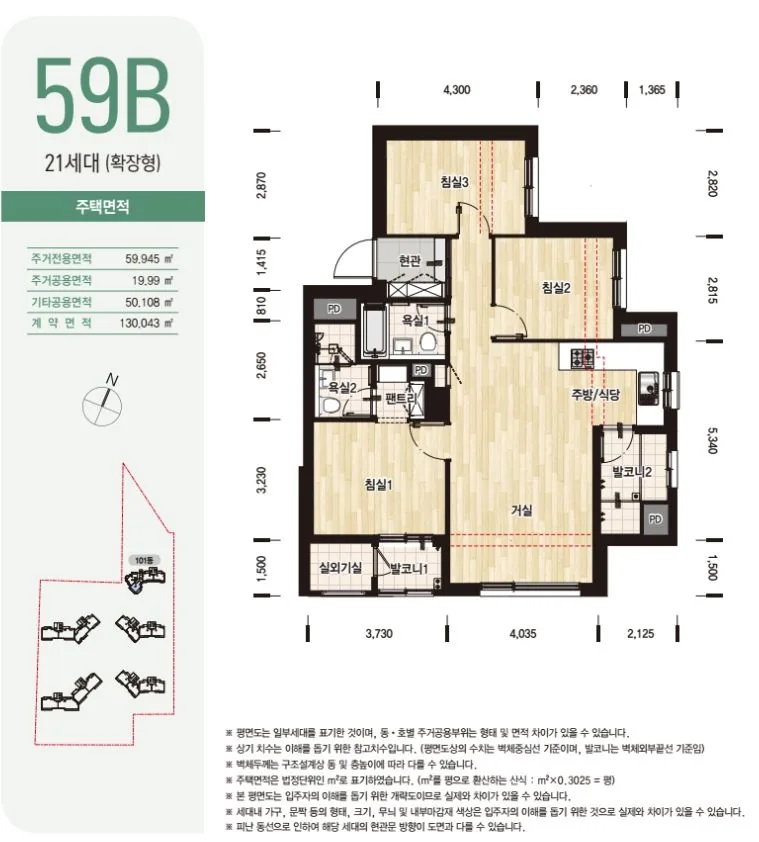 59B
21세대 (확장형)
주택면적
주거전용면적 59.945 ㎡
주거공용면적 19.99 ㎡
기타공용면적 50.108 ㎡
계 약 면 적 130.043 ㎡
N
101동
4,300 2,360 1,365
2,870 1,415 810 2,650 3,230 1,500
2,820 2,815 5,340 1,500
3,730 4,035 2,125
침실3
현관
침실2
PD
욕실1
PD
PD
욕실2
팬트리
주방/식당
침실1
거실
발코니2
PD
실외기실
발코니1
※ 평면도는 일부세대를 표기한 것이며, 동·호별 주거공용부위는 형태 및 면적 차이가 있을 수 있습니다.
※ 상기 치수는 이해를 돕기 위한 참고치수입니다. (평면도상의 수치는 벽체중심선 기준이며, 발코니는 벽체외부끝선 기준임)
※ 벽체두께는 구조설계상 동 및 층높이에 따라 다를 수 있습니다.
※ 주택면적은 법정단위인 ㎡로 표기하였습니다. (㎡를 평으로 환산하는 산식 : ㎡×0.3025 = 평)
※ 본 평면도는 입주자의 이해를 돕기 위한 개략도이므로 실제와 차이가 있을 수 있습니다.
※ 세대내 가구, 문짝 등의 형태, 크기, 무늬 및 내부마감재 색상은 입주자의 이해를 돕기 위한 것으로 실제와 차이가 있을 수 있습니다.
※ 피난 동선으로 인하여 해당 세대의 현관문 방향이 도면과 다를 수 있습니다.